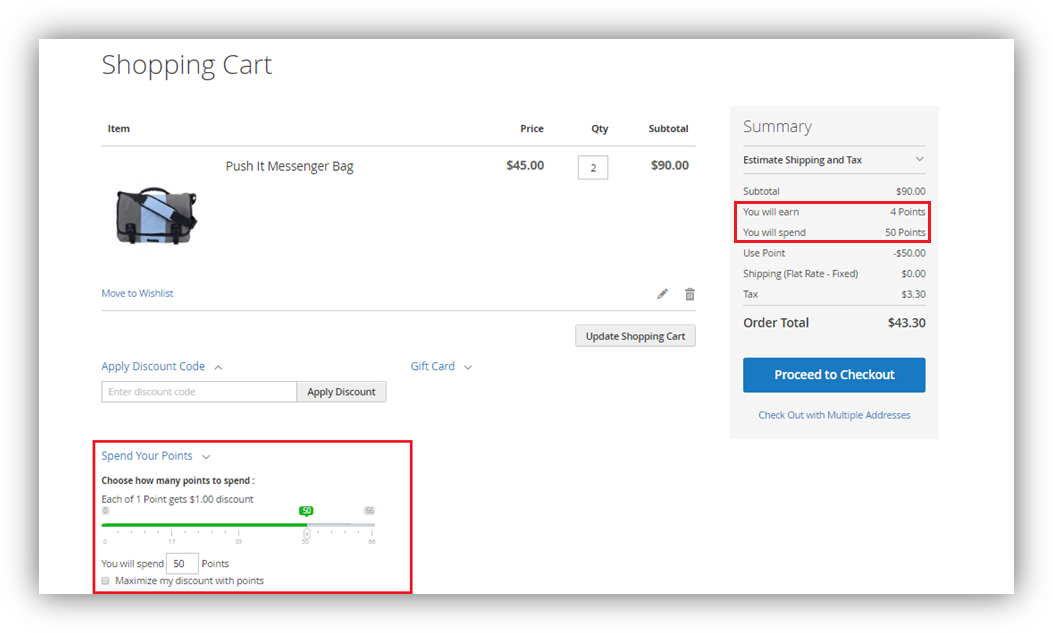 Shopping Cart
Item Price Qty Subtotal
Push It Messenger Bag $45.00 2 $90.00
Move to Wishlist
Update Shopping Cart
Apply Discount Code Gift Card
Enter discount code Apply Discount
Spend Your Points
Choose how many points to spend :
Each of 1 Point gets $1.00 discount
0 50 66
0 17 33 50 66
You will spend 50 Points
Maximize my discount with points
Summary
Estimate Shipping and Tax
Subtotal $90.00
You will earn 4 Points
You will spend 50 Points
Use Point -$50.00
Shipping (Flat Rate - Fixed) $0.00
Tax $3.30
Order Total $43.30
Proceed to Checkout
Check Out with Multiple Addresses